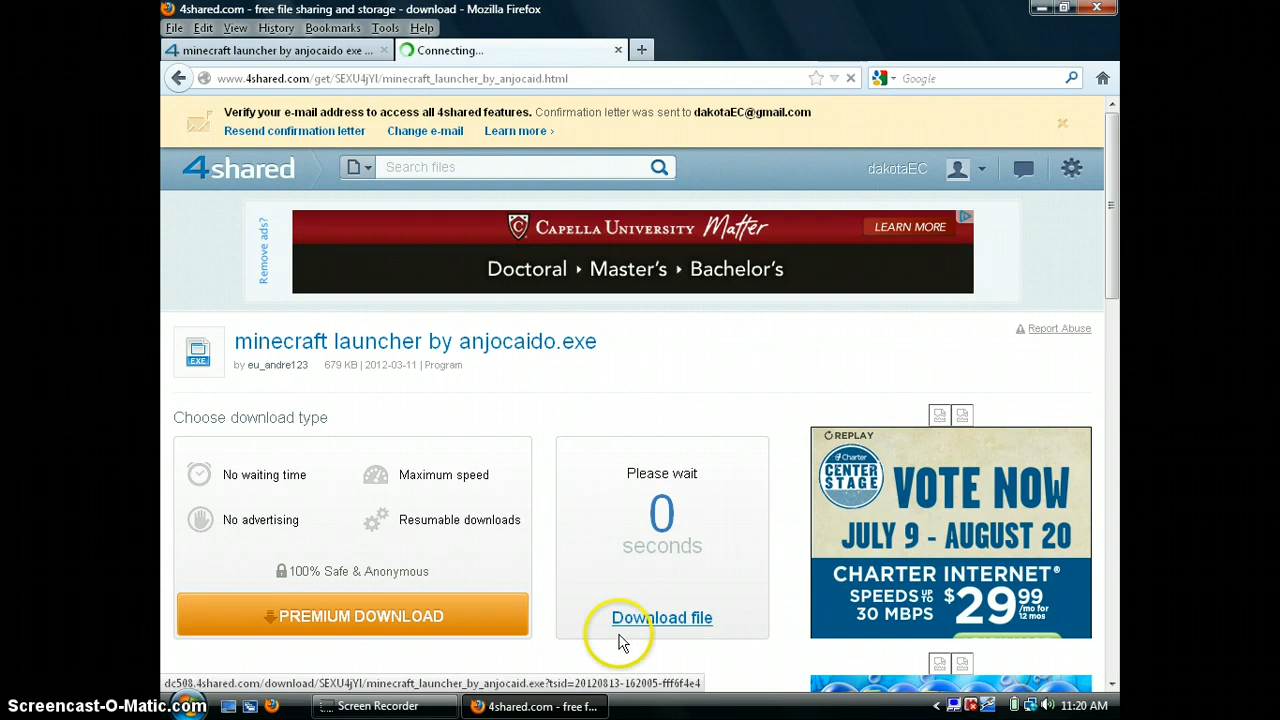 4shared.com - free file sharing and storage - download - Mozilla Firefox
File Edit View History Bookmarks Tools Help
4 minecraft launcher by anjocaido exe ... × Connecting... × +
www.4shared.com/get/SEXU4jYI/minecraft_launcher_by_anjocaid.html
Google
Verify your e-mail address to access all 4shared features. Confirmation letter was sent to dakotaEC@gmail.com
Resend confirmation letter Change e-mail Learn more ›
4shared
Search files
dakotaEC
Remove ads?
CAPELLA UNIVERSITY Matter
LEARN MORE
Doctoral ‣ Master's ‣ Bachelor's
minecraft launcher by anjocaido.exe
Report Abuse
EXE
by eu_andre123 679 KB | 2012-03-11 | Program
Choose download type
No waiting time
Maximum speed
No advertising
Resumable downloads
100% Safe & Anonymous
PREMIUM DOWNLOAD
Please wait
0
seconds
Download file
REPLAY
Charter
CENTER STAGE
VOTE NOW
JULY 9 - AUGUST 20
CHARTER INTERNET®
SPEEDS UP TO 30 MBPS $29.99 /mo for 12 mos
dc508.4shared.com/download/SEXU4jYI/minecraft_launcher_by_anjocaid.exe?tsid=20120813-162005-fff6f4e4
Screencast-O-Matic.com
Screen Recorder
4shared.com - free f...
11:20 AM